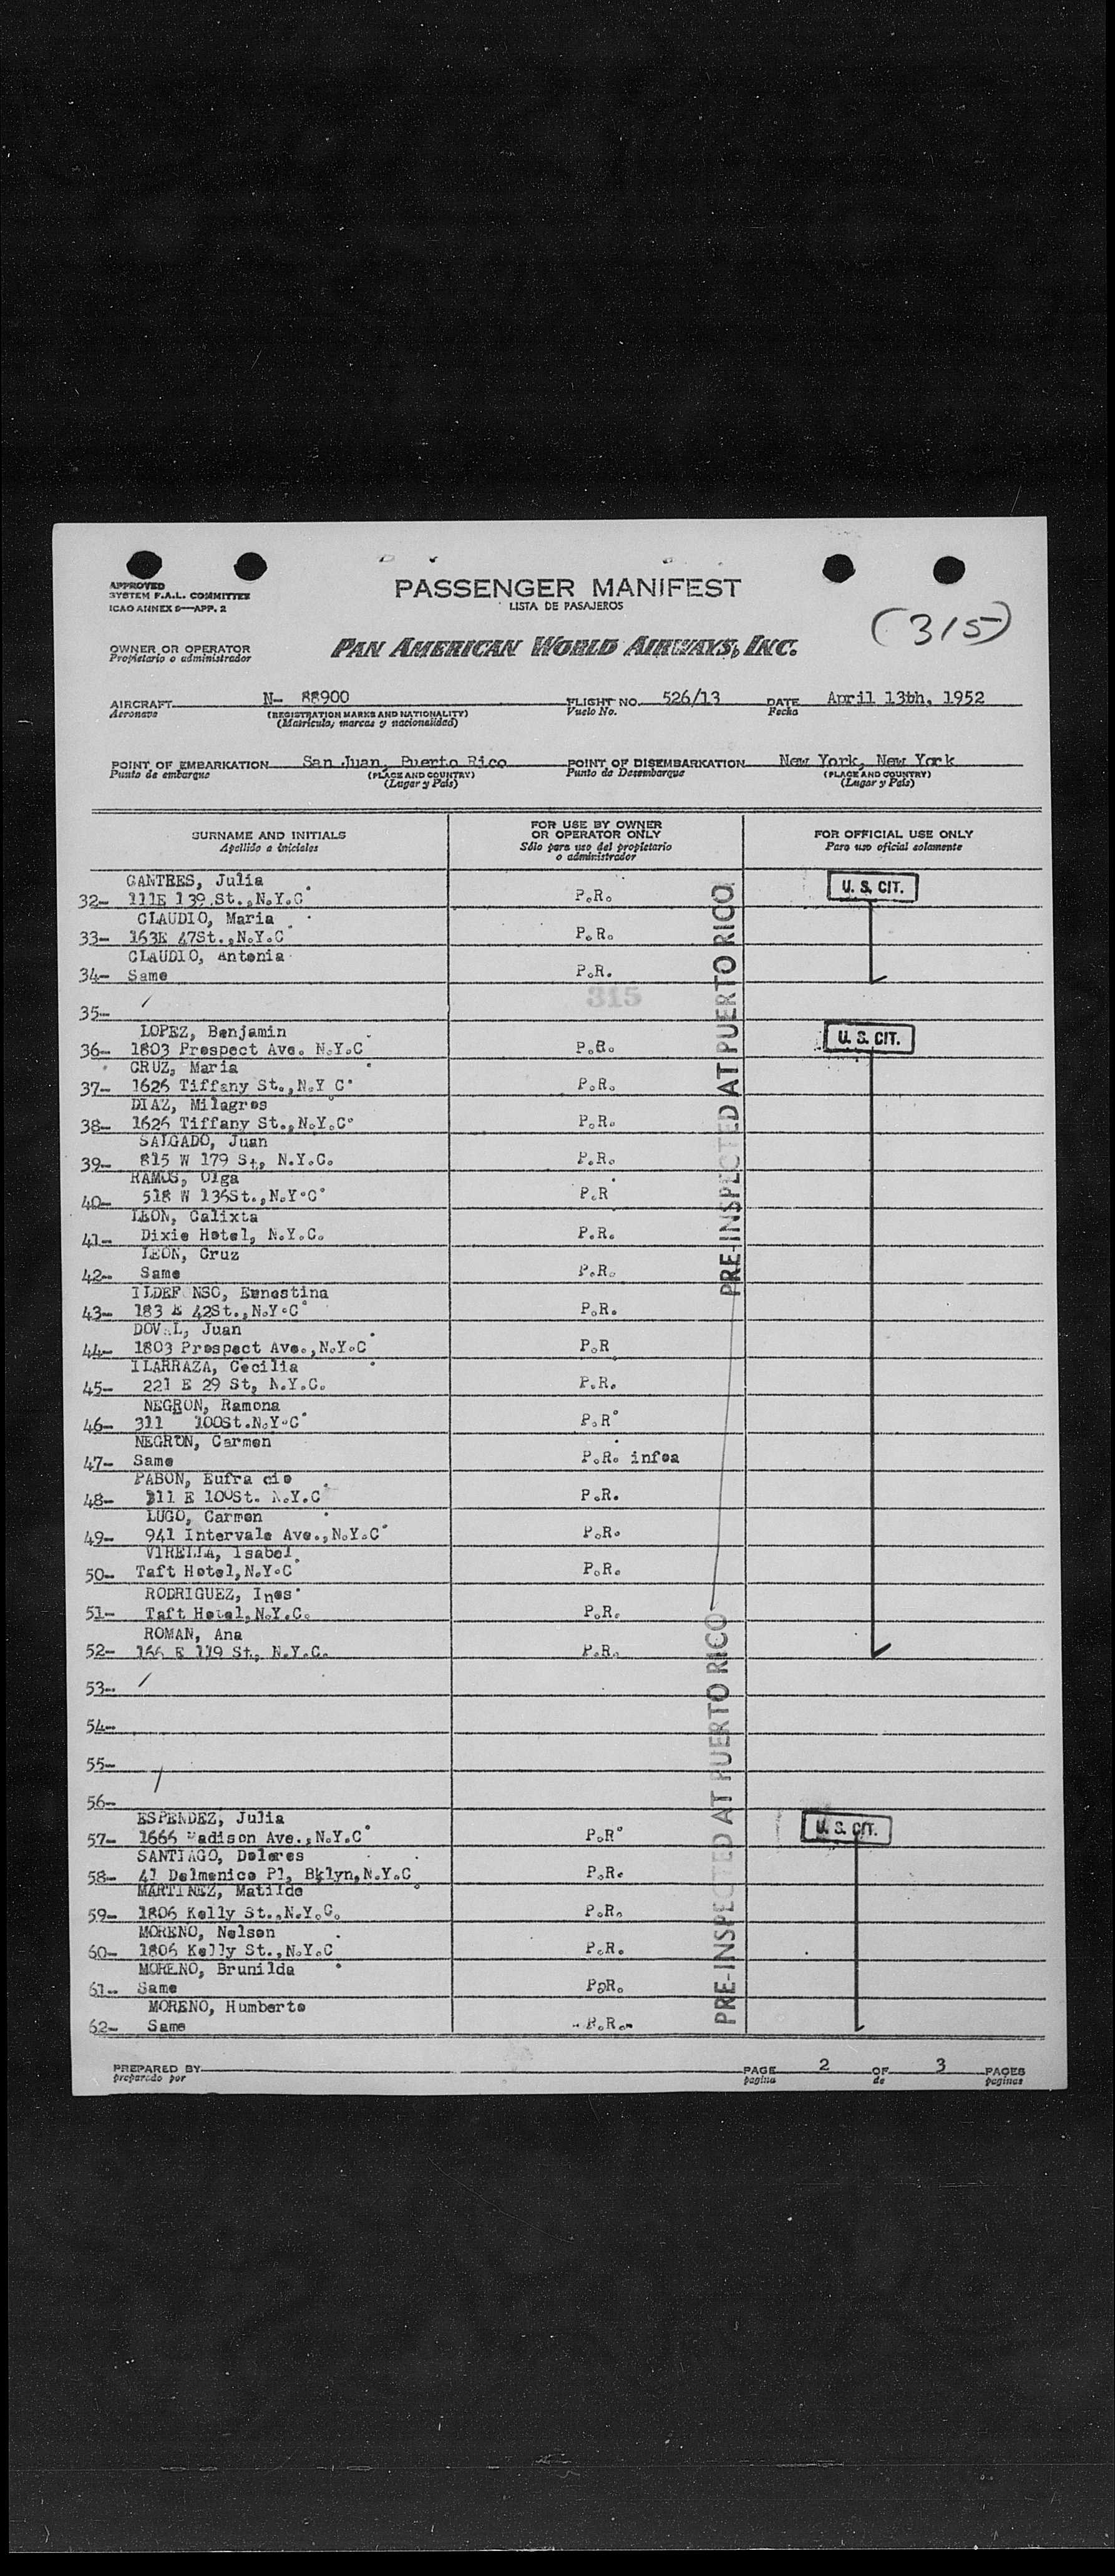 APPROVED
SYSTEM F.A.L. COMMITTEE
ICAO ANNEX 9—APP. 2
PASSENGER MANIFEST
LISTA DE PASAJEROS
(315)
OWNER OR OPERATOR
Propietario o administrador
PAN AMERICAN WORLD AIRWAYS, INC.
AIRCRAFT N- 88900 FLIGHT NO. 526/13 DATE April 13th, 1952
Aeronave (REGISTRATION MARKS AND NATIONALITY) Vuelo No. Fecha
(Matrícula, marcas y nacionalidad)
POINT OF EMBARKATION San Juan, Puerto Rico POINT OF DISEMBARKATION New York, New York
Punto de embarque (PLACE AND COUNTRY) Punto de Desembarque (PLACE AND COUNTRY)
(Lugar y País) (Lugar y País)
SURNAME AND INITIALS
Apellido e iniciales
FOR USE BY OWNER
OR OPERATOR ONLY
Sólo para uso del propietario
o administrador
FOR OFFICIAL USE ONLY
Para uso oficial solamente
CANTRES, Julia
32- 111E 139 St., N.Y.C. P.R. U. S. CIT.
CLAUDIO, Maria
33- 163E 47St., N.Y.C. P.R.
CLAUDIO, Antonia
34- Same P.R.
315
35-
LOPEZ, Benjamin
36- 1803 Prospect Ave. N.Y.C. P.R. U. S. CIT.
CRUZ, Maria
37- 1626 Tiffany St., N.Y C. P.R.
DIAZ, Milagros
38- 1626 Tiffany St., N.Y.C. P.R.
SALGADO, Juan
39- 815 W 179 St, N.Y.C. P.R.
RAMOS, Olga
40- 518 W 136St., N.Y.C. P.R
LEON, Calixta
41- Dixie Hotel, N.Y.C. P.R.
LEON, Cruz
42- Same P.R.
ILDEF NSO, Ernestina
43- 183 E 42St., N.Y.C. P.R.
DOV L, Juan
44- 1803 Prospect Ave., N.Y.C. P.R
ILARRAZA, Cecilia
45- 221 E 29 St, N.Y.C. P.R.
NEGRON, Ramona
46- 311 100St. N.Y.C. P.R.
NEGRON, Carmen
47- Same P.R. infoa
PABON, Eufra cio
48- 311 E 100St. N.Y.C. P.R.
LUGO, Carmen
49- 941 Intervale Ave., N.Y.C. P.R.
VIRELLA, Isabel
50- Taft Hotel, N.Y.C. P.R.
RODRIGUEZ, Ines
51- Taft Hotel, N.Y.C. P.R.
ROMAN, Ana
52- 166 E 119 St, N.Y.C. P.R.
53-
54-
55-
56-
ESPENDEZ, Julia
57- 1666 Madison Ave., N.Y.C. P.R. U. S. CIT.
SANTIAGO, Dolores
58- 41 Delmonico Pl, Bklyn, N.Y.C. P.R.
MARTINEZ, Matilde
59- 1806 Kelly St., N.Y.C. P.R.
MORENO, Nelson
60- 1806 Kelly St., N.Y.C. P.R.
MORENO, Brunilda
61- Same PpR.
MORENO, Humberto
62- Same P.R.
PRE-INSPECTED AT PUERTO RICO
PRE-INSPECTED AT PUERTO RICO
PREPARED BY PAGE 2 OF 3 PAGES
preparado por pagina de paginas